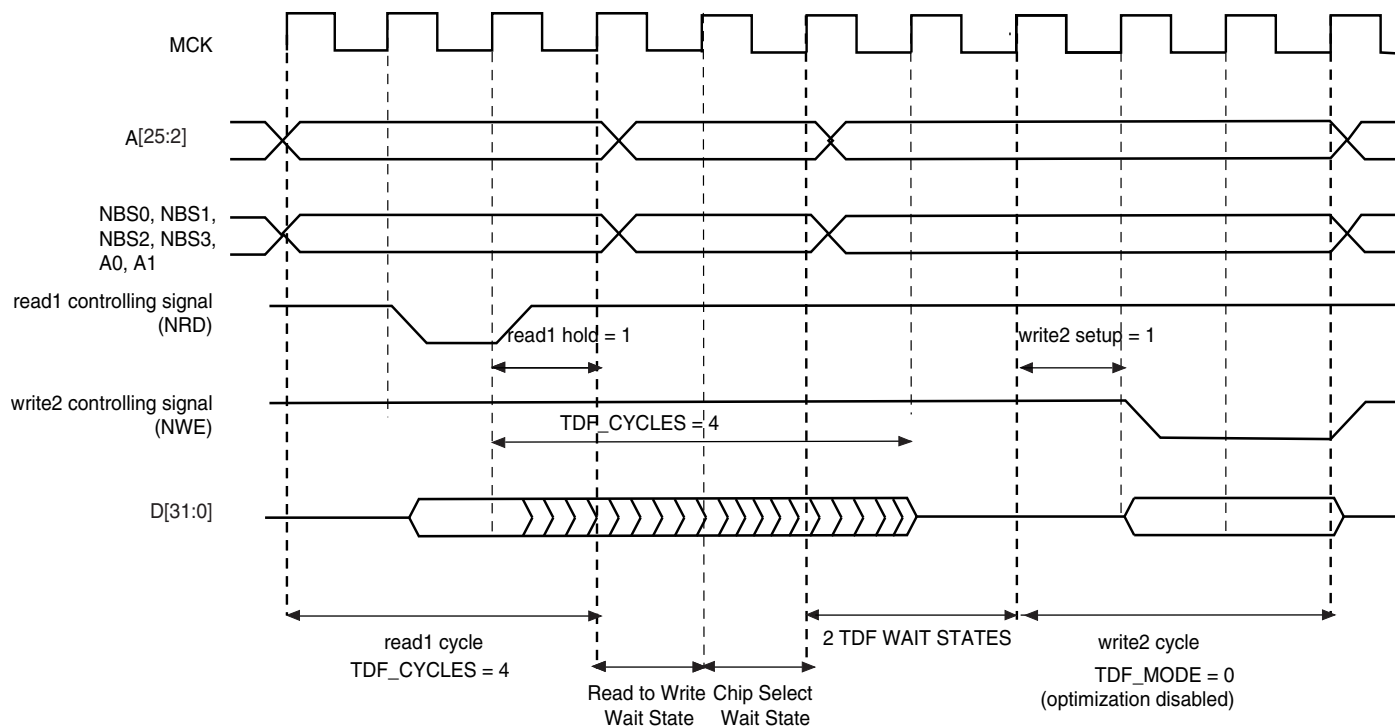 MCK
A[25:2]
NBS0, NBS1,
NBS2, NBS3,
A0, A1
read1 controlling signal
(NRD)
read1 hold = 1
write2 setup = 1
write2 controlling signal
(NWE)
TDF_CYCLES = 4
D[31:0]
read1 cycle
TDF_CYCLES = 4
2 TDF WAIT STATES
write2 cycle
TDF_MODE = 0
(optimization disabled)
Read to Write
Wait State
Chip Select
Wait State